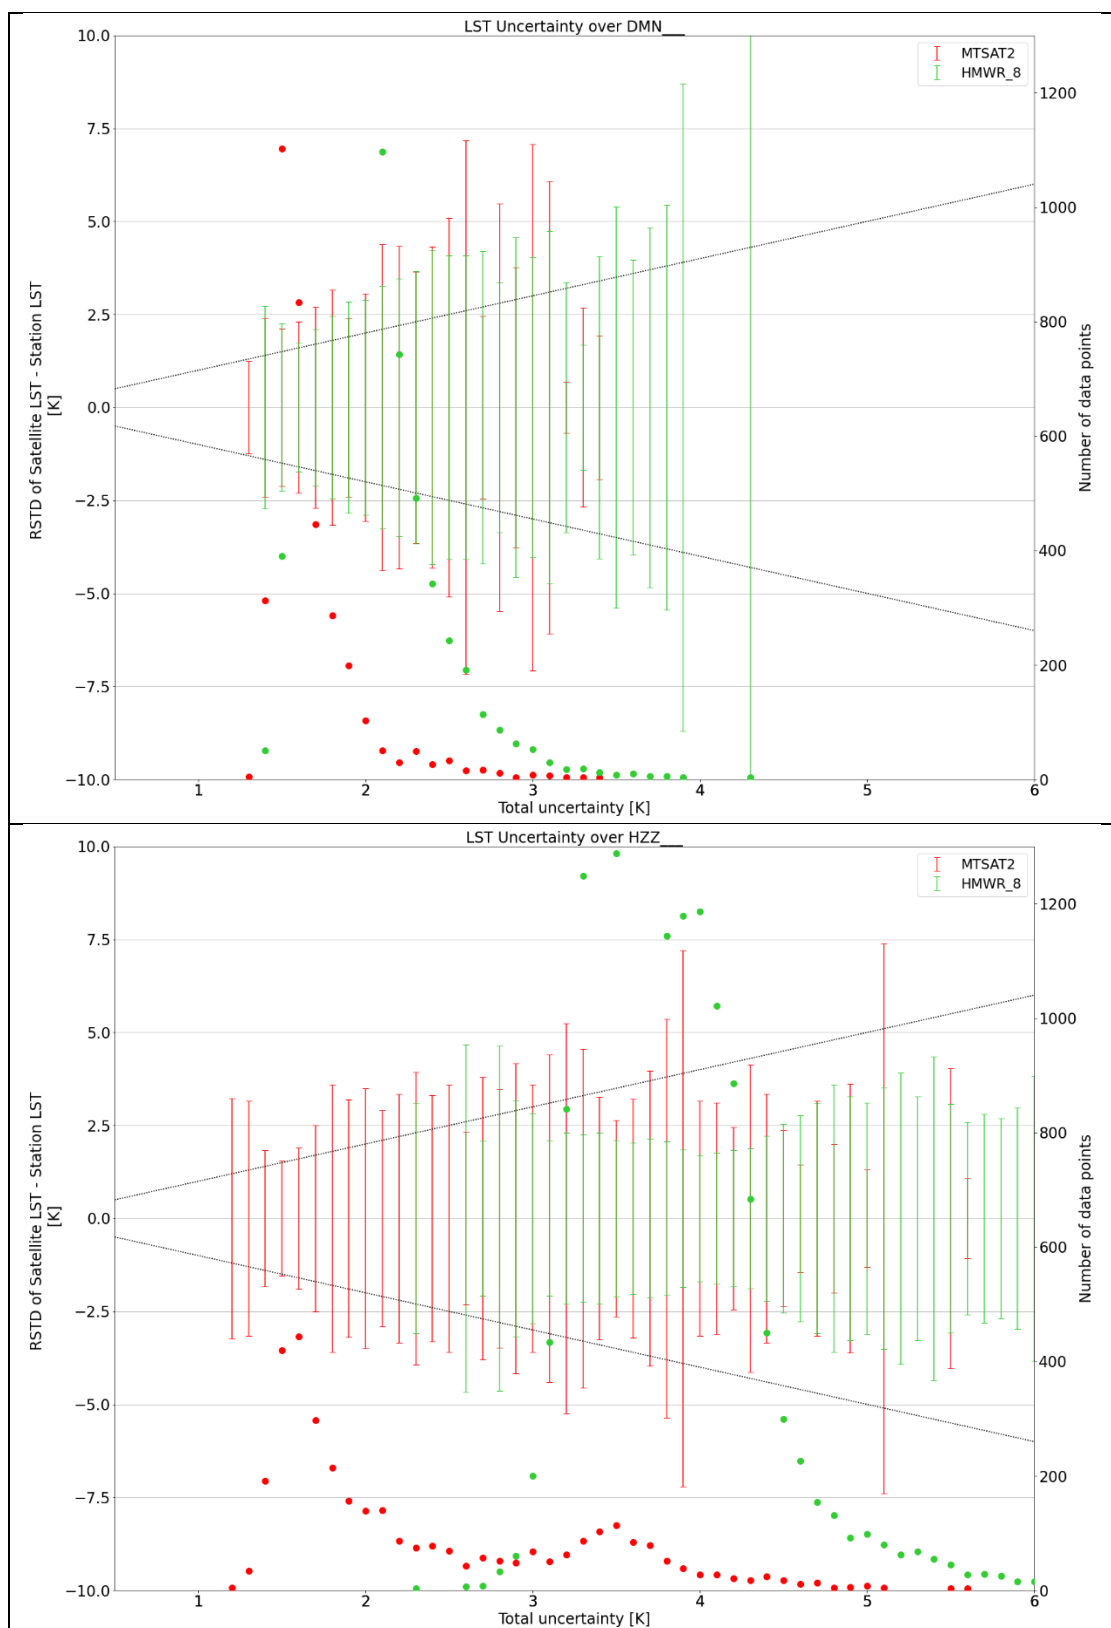 LST Uncertainty over DMN___
10.0
7.5
5.0
2.5
0.0
−2.5
−5.0
−7.5
−10.0
RSTD of Satellite LST - Station LST
[K]
MTSAT2
HMWR_8
1200
1000
800
600
400
200
0
Number of data points
1 2 3 4 5 6
Total uncertainty [K]
LST Uncertainty over HZZ___
10.0
7.5
5.0
2.5
0.0
−2.5
−5.0
−7.5
−10.0
RSTD of Satellite LST - Station LST
[K]
MTSAT2
HMWR_8
1200
1000
800
600
400
200
0
Number of data points
1 2 3 4 5 6
Total uncertainty [K]